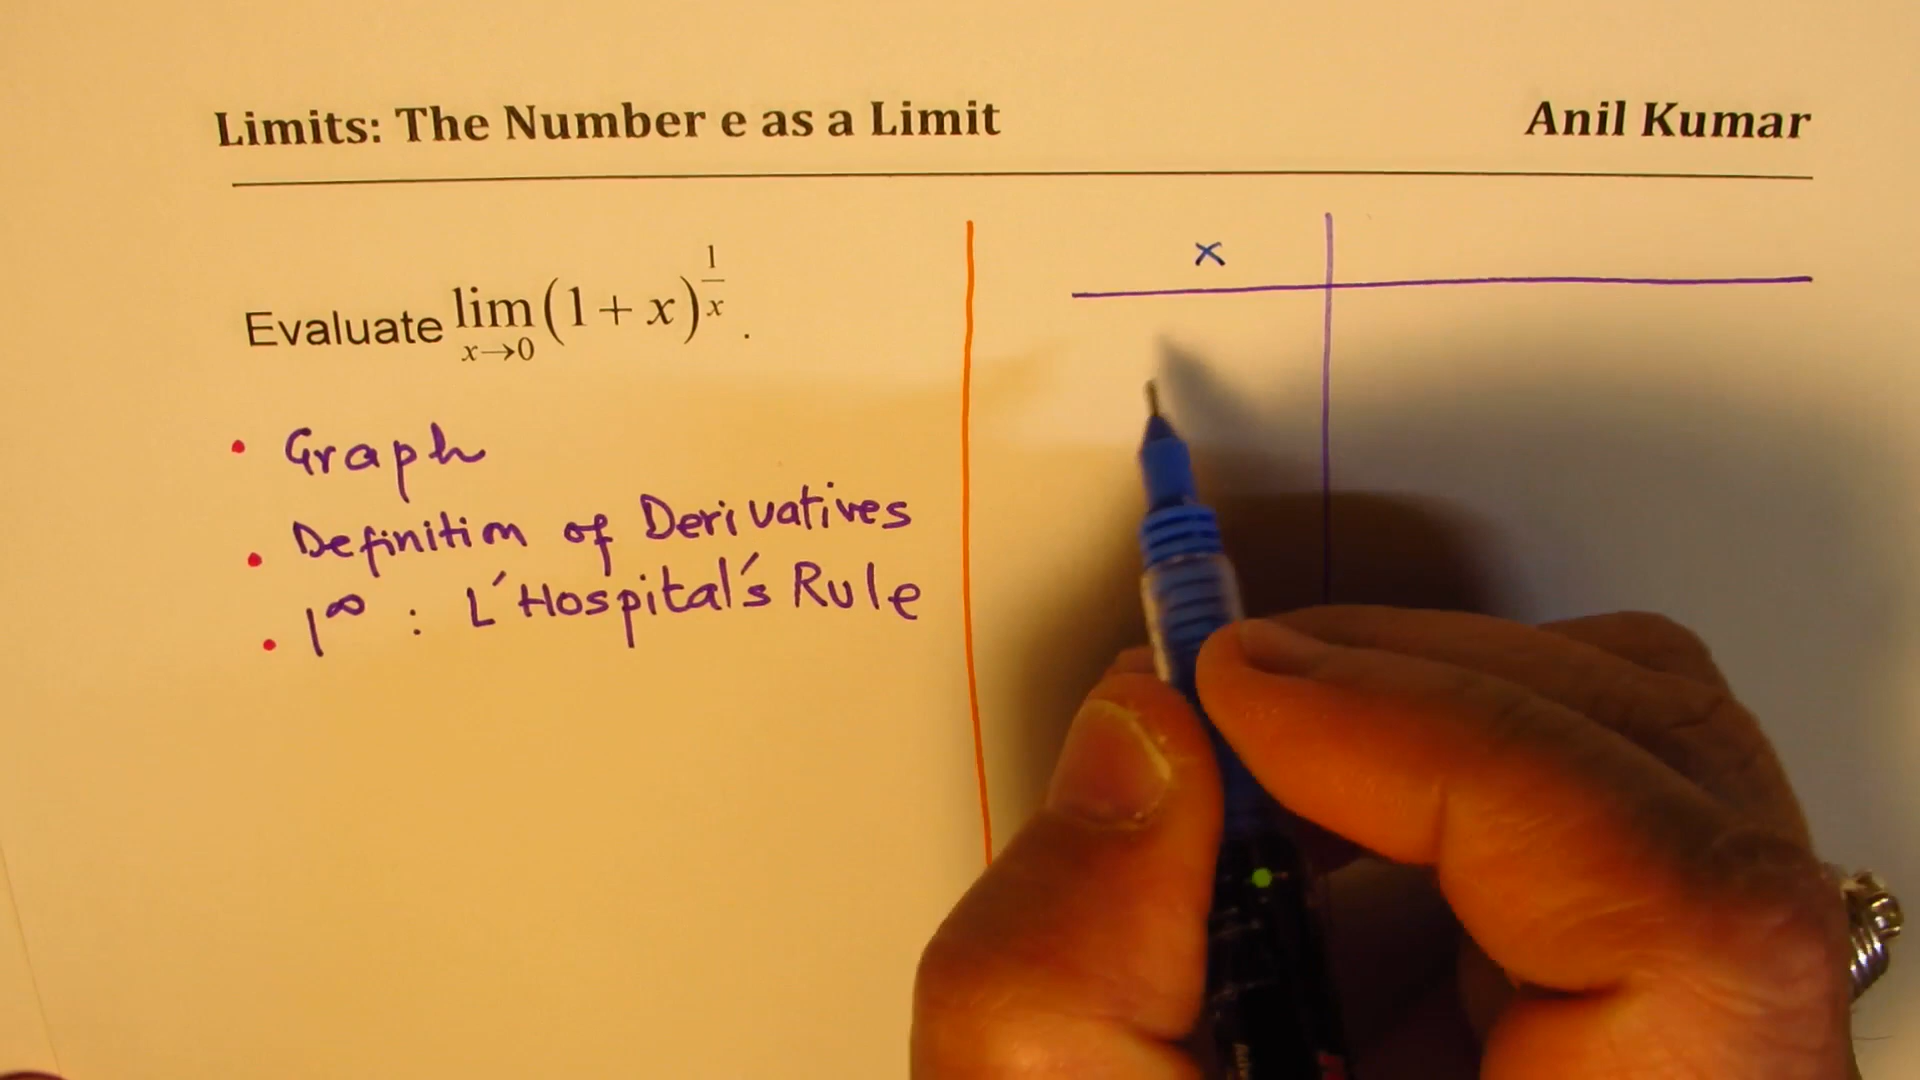 Limits: The Number e as a Limit
Anil Kumar
Evaluate lim x→0 (1 + x)^(1/x) .
x
• Graph
• Definition of Derivatives
• 1^∞ : L'Hospital's Rule